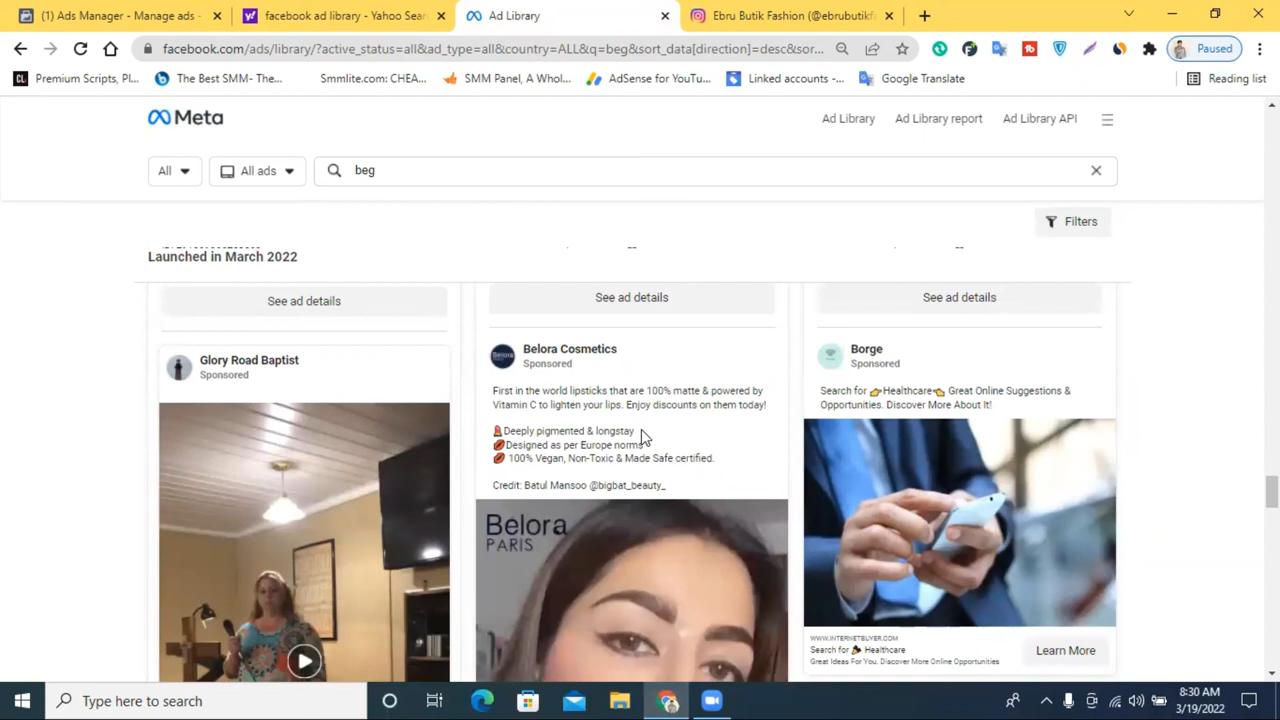 (1) Ads Manager - Manage ads -
facebook ad library - Yahoo Sear
Ad Library
Ebru Butik Fashion (@ebrubutikfa
facebook.com/ads/library/?active_status=all&ad_type=all&country=ALL&q=beg&sort_data[direction]=desc&sor...
Paused
Premium Scripts, Pl...
The Best SMM- The...
Smmlite.com: CHEA...
SMM Panel, A Whol...
AdSense for YouTu...
Linked accounts -...
Google Translate
Reading list
Meta
Ad Library
Ad Library report
Ad Library API
All
All ads
beg
Filters
Launched in March 2022
See ad details
See ad details
See ad details
Glory Road Baptist
Sponsored
Belora Cosmetics
Sponsored
First in the world lipsticks that are 100% matte & powered by
Vitamin C to lighten your lips. Enjoy discounts on them today!
💄Deeply pigmented & longstay
💋Designed as per Europe norms
💋 100% Vegan, Non-Toxic & Made Safe certified.
Credit: Batul Mansoo @bigbat_beauty_
Belora
PARIS
Borge
Sponsored
Search for 👉Healthcare👈 Great Online Suggestions &
Opportunities. Discover More About It!
WWW.INTERNETBUYER.COM
Search for 🎉 Healthcare
Great Ideas For You. Discover More Online Opportunities
Learn More
Type here to search
8:30 AM
3/19/2022